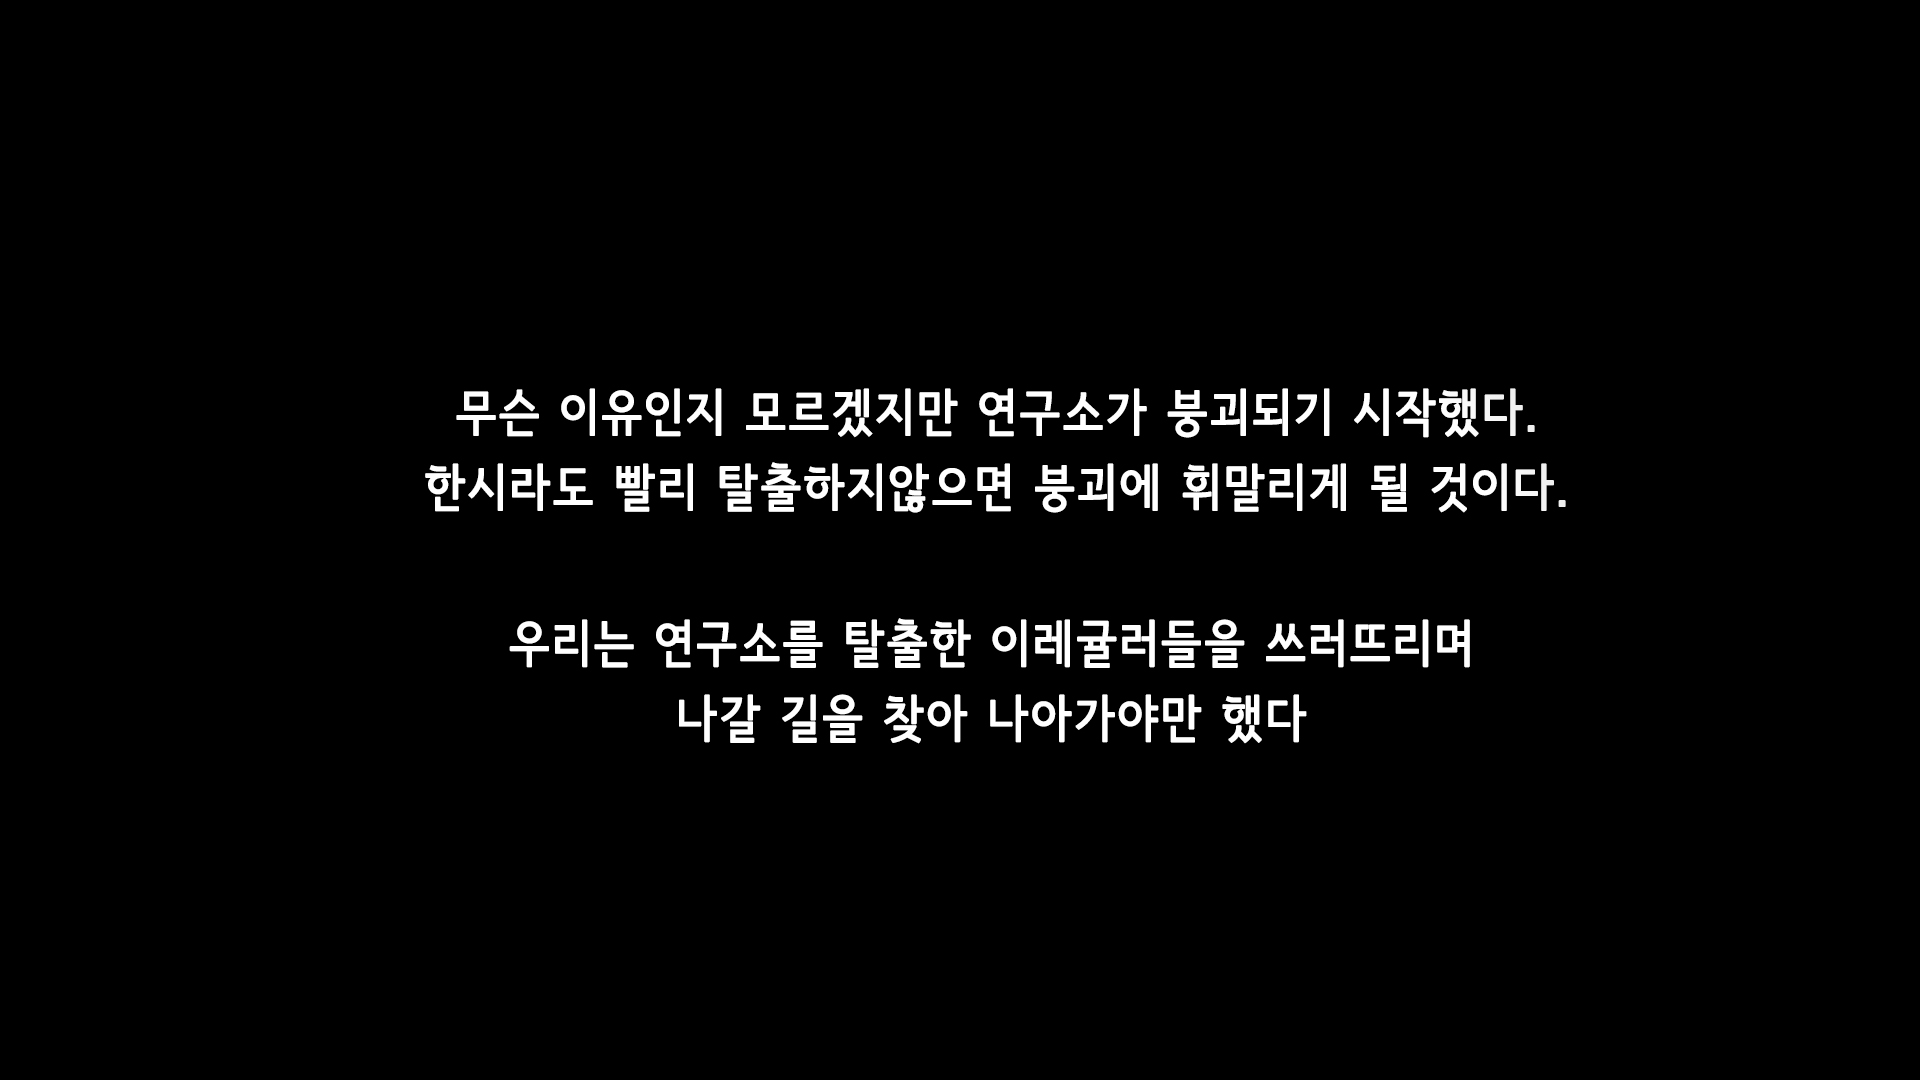 무슨 이유인지 모르겠지만 연구소가 붕괴되기 시작했다.
한시라도 빨리 탈출하지않으면 붕괴에 휘말리게 될 것이다.
우리는 연구소를 탈출한 이레귤러들을 쓰러뜨리며
나갈 길을 찾아 나아가야만 했다